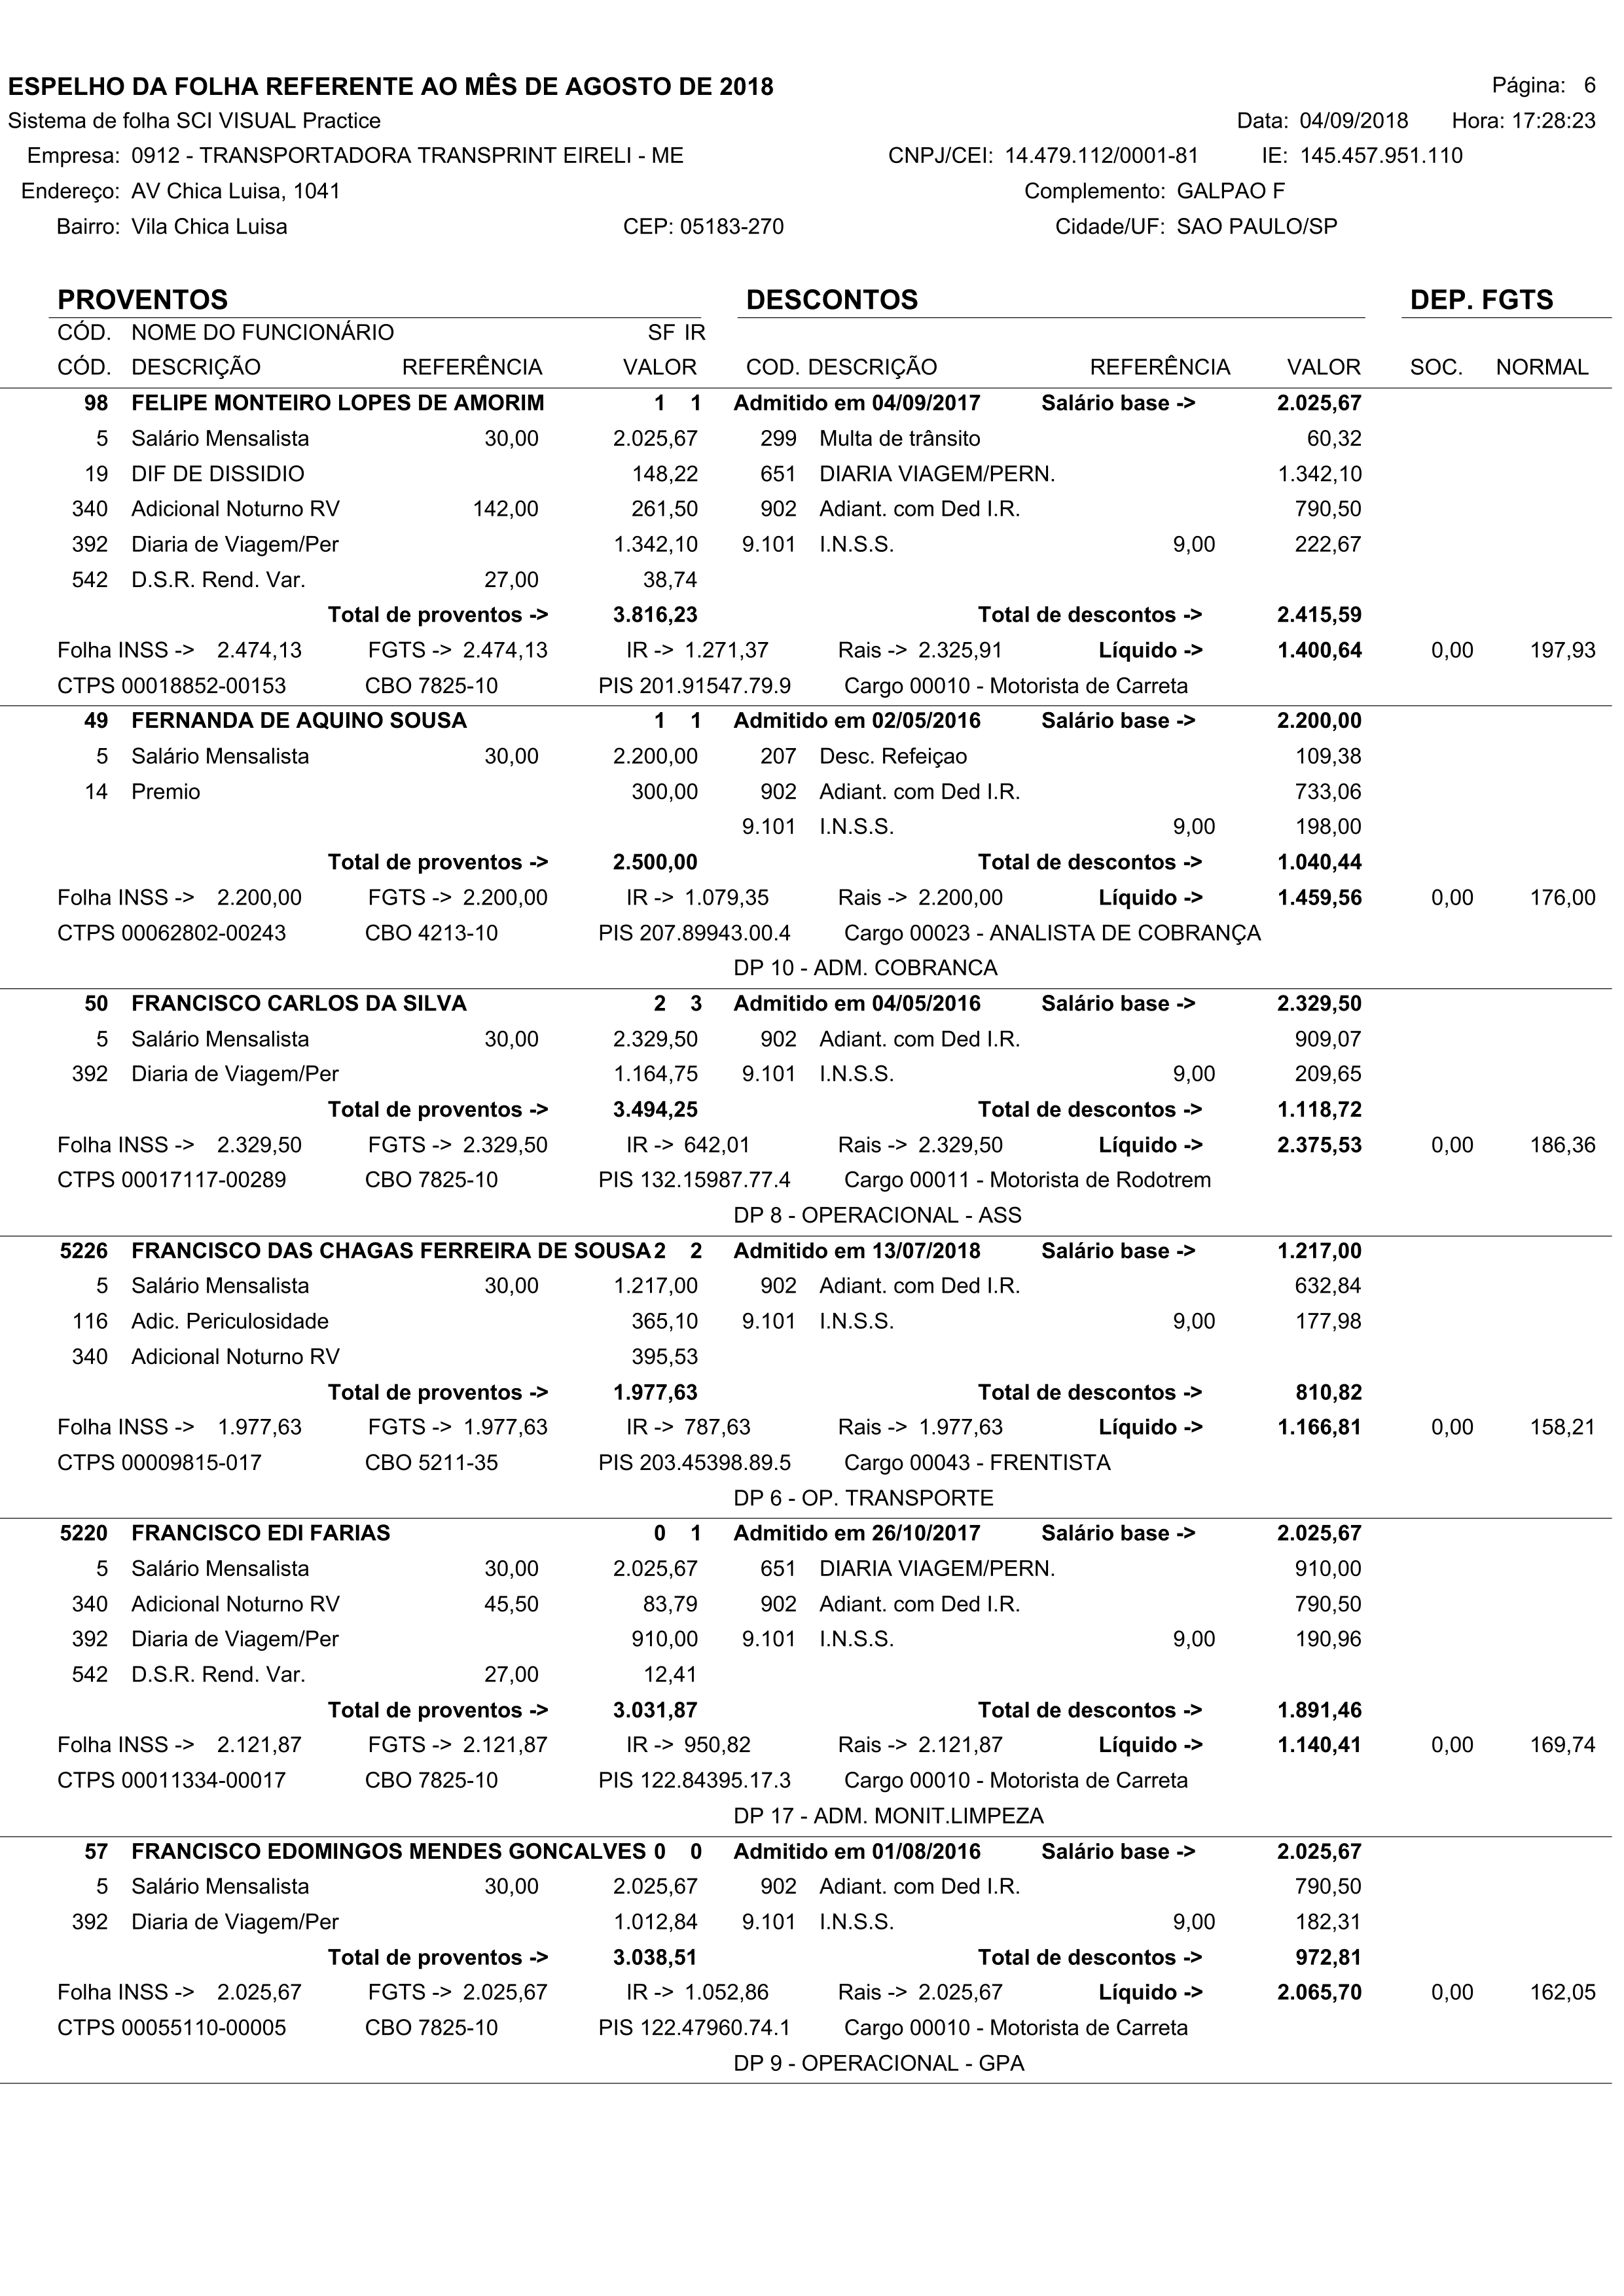 ESPELHO DA FOLHA REFERENTE AO MÊS DE AGOSTO DE 2018 Página: 6
Sistema de folha SCI VISUAL Practice Data: 04/09/2018 Hora: 17:28:23
Empresa: 0912 - TRANSPORTADORA TRANSPRINT EIRELI - ME CNPJ/CEI: 14.479.112/0001-81 IE: 145.457.951.110
Endereço: AV Chica Luisa, 1041 Complemento: GALPAO F
Bairro: Vila Chica Luisa CEP: 05183-270 Cidade/UF: SAO PAULO/SP
PROVENTOS DESCONTOS DEP. FGTS
CÓD. NOME DO FUNCIONÁRIO SF IR
CÓD. DESCRIÇÃO REFERÊNCIA VALOR COD. DESCRIÇÃO REFERÊNCIA VALOR SOC. NORMAL
98 FELIPE MONTEIRO LOPES DE AMORIM 1 1 Admitido em 04/09/2017 Salário base -> 2.025,67
5 Salário Mensalista 30,00 2.025,67 299 Multa de trânsito 60,32
19 DIF DE DISSIDIO 148,22 651 DIARIA VIAGEM/PERN. 1.342,10
340 Adicional Noturno RV 142,00 261,50 902 Adiant. com Ded I.R. 790,50
392 Diaria de Viagem/Per 1.342,10 9.101 I.N.S.S. 9,00 222,67
542 D.S.R. Rend. Var. 27,00 38,74
Total de proventos -> 3.816,23 Total de descontos -> 2.415,59
Folha INSS -> 2.474,13 FGTS -> 2.474,13 IR -> 1.271,37 Rais -> 2.325,91 Líquido -> 1.400,64 0,00 197,93
CTPS 00018852-00153 CBO 7825-10 PIS 201.91547.79.9 Cargo 00010 - Motorista de Carreta
49 FERNANDA DE AQUINO SOUSA 1 1 Admitido em 02/05/2016 Salário base -> 2.200,00
5 Salário Mensalista 30,00 2.200,00 207 Desc. Refeiçao 109,38
14 Premio 300,00 902 Adiant. com Ded I.R. 733,06
9.101 I.N.S.S. 9,00 198,00
Total de proventos -> 2.500,00 Total de descontos -> 1.040,44
Folha INSS -> 2.200,00 FGTS -> 2.200,00 IR -> 1.079,35 Rais -> 2.200,00 Líquido -> 1.459,56 0,00 176,00
CTPS 00062802-00243 CBO 4213-10 PIS 207.89943.00.4 Cargo 00023 - ANALISTA DE COBRANÇA
DP 10 - ADM. COBRANCA
50 FRANCISCO CARLOS DA SILVA 2 3 Admitido em 04/05/2016 Salário base -> 2.329,50
5 Salário Mensalista 30,00 2.329,50 902 Adiant. com Ded I.R. 909,07
392 Diaria de Viagem/Per 1.164,75 9.101 I.N.S.S. 9,00 209,65
Total de proventos -> 3.494,25 Total de descontos -> 1.118,72
Folha INSS -> 2.329,50 FGTS -> 2.329,50 IR -> 642,01 Rais -> 2.329,50 Líquido -> 2.375,53 0,00 186,36
CTPS 00017117-00289 CBO 7825-10 PIS 132.15987.77.4 Cargo 00011 - Motorista de Rodotrem
DP 8 - OPERACIONAL - ASS
5226 FRANCISCO DAS CHAGAS FERREIRA DE SOUSA 2 2 Admitido em 13/07/2018 Salário base -> 1.217,00
5 Salário Mensalista 30,00 1.217,00 902 Adiant. com Ded I.R. 632,84
116 Adic. Periculosidade 365,10 9.101 I.N.S.S. 9,00 177,98
340 Adicional Noturno RV 395,53
Total de proventos -> 1.977,63 Total de descontos -> 810,82
Folha INSS -> 1.977,63 FGTS -> 1.977,63 IR -> 787,63 Rais -> 1.977,63 Líquido -> 1.166,81 0,00 158,21
CTPS 00009815-017 CBO 5211-35 PIS 203.45398.89.5 Cargo 00043 - FRENTISTA
DP 6 - OP. TRANSPORTE
5220 FRANCISCO EDI FARIAS 0 1 Admitido em 26/10/2017 Salário base -> 2.025,67
5 Salário Mensalista 30,00 2.025,67 651 DIARIA VIAGEM/PERN. 910,00
340 Adicional Noturno RV 45,50 83,79 902 Adiant. com Ded I.R. 790,50
392 Diaria de Viagem/Per 910,00 9.101 I.N.S.S. 9,00 190,96
542 D.S.R. Rend. Var. 27,00 12,41
Total de proventos -> 3.031,87 Total de descontos -> 1.891,46
Folha INSS -> 2.121,87 FGTS -> 2.121,87 IR -> 950,82 Rais -> 2.121,87 Líquido -> 1.140,41 0,00 169,74
CTPS 00011334-00017 CBO 7825-10 PIS 122.84395.17.3 Cargo 00010 - Motorista de Carreta
DP 17 - ADM. MONIT.LIMPEZA
57 FRANCISCO EDOMINGOS MENDES GONCALVES 0 0 Admitido em 01/08/2016 Salário base -> 2.025,67
5 Salário Mensalista 30,00 2.025,67 902 Adiant. com Ded I.R. 790,50
392 Diaria de Viagem/Per 1.012,84 9.101 I.N.S.S. 9,00 182,31
Total de proventos -> 3.038,51 Total de descontos -> 972,81
Folha INSS -> 2.025,67 FGTS -> 2.025,67 IR -> 1.052,86 Rais -> 2.025,67 Líquido -> 2.065,70 0,00 162,05
CTPS 00055110-00005 CBO 7825-10 PIS 122.47960.74.1 Cargo 00010 - Motorista de Carreta
DP 9 - OPERACIONAL - GPA